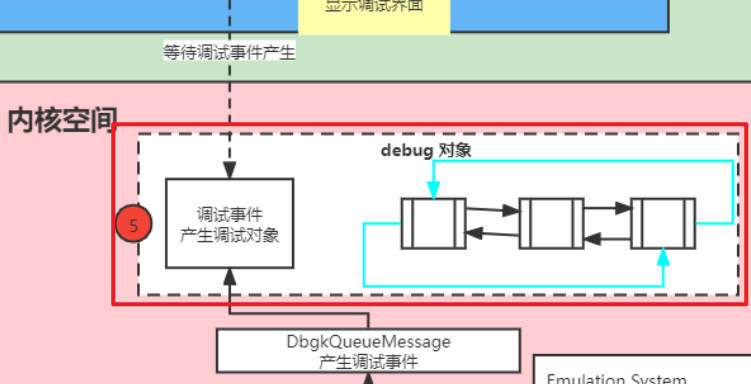 显示调试界面
等待调试事件产生
内核空间
debug 对象
调试事件
产生调试对象
5
DbgkQueueMessage
产生调试事件
Emulation System